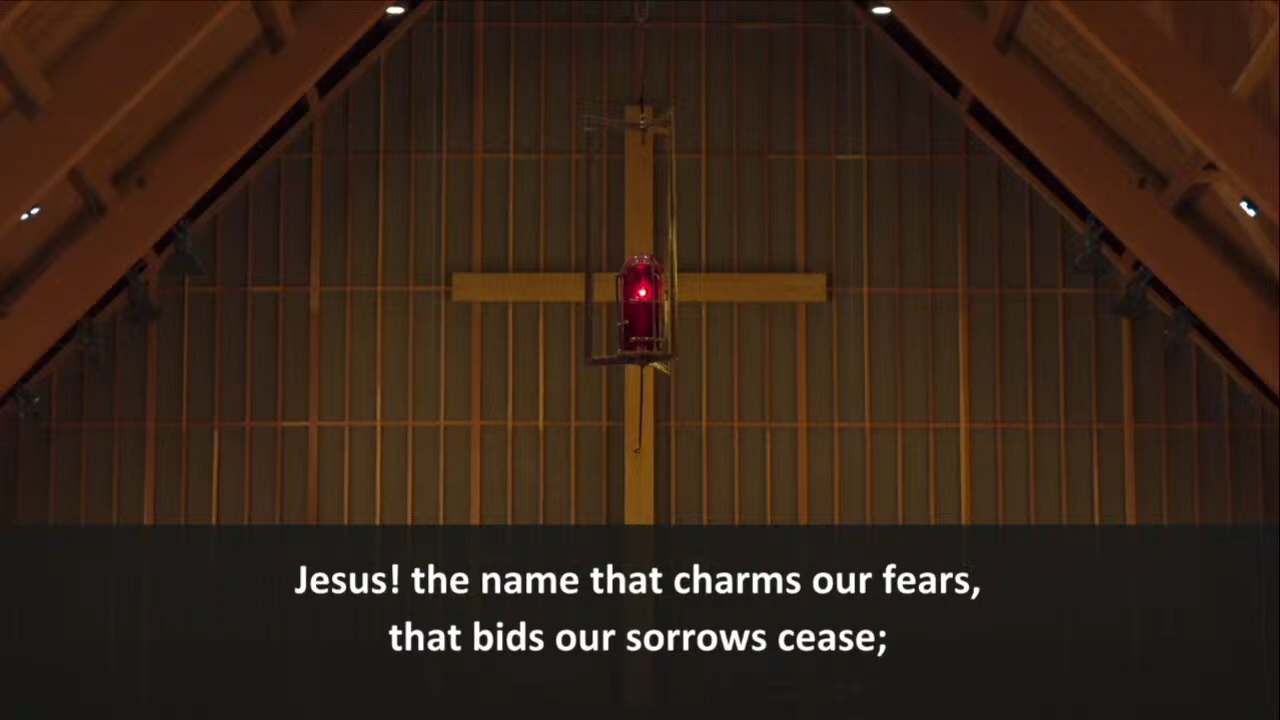 Jesus! the name that charms our fears,
that bids our sorrows cease;